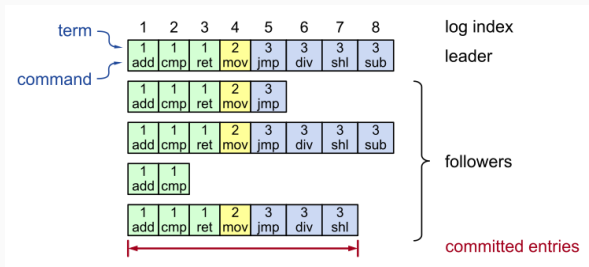 term 1 2 3 4 5 6 7 8 log index
1 1 1 2 3 3 3 3 leader
command add cmp ret mov jmp div shl sub
1 1 1 2 3
add cmp ret mov jmp
1 1 1 2 3 3 3 3
add cmp ret mov jmp div shl sub
followers
1 1
add cmp
1 1 1 2 3 3 3
add cmp ret mov jmp div shl
committed entries